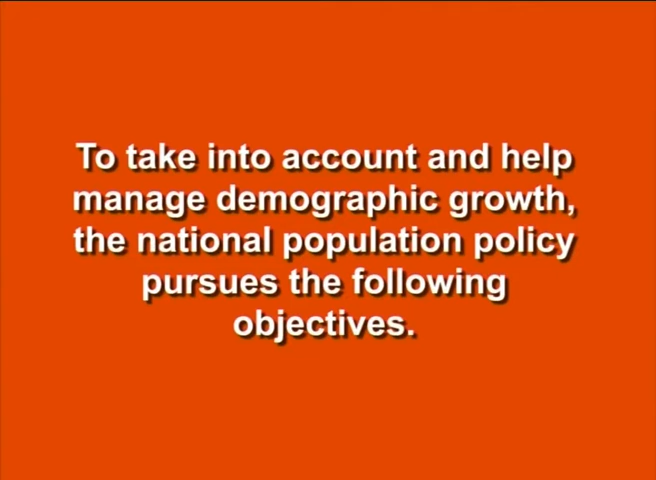 To take into account and help
manage demographic growth,
the national population policy
pursues the following
objectives.